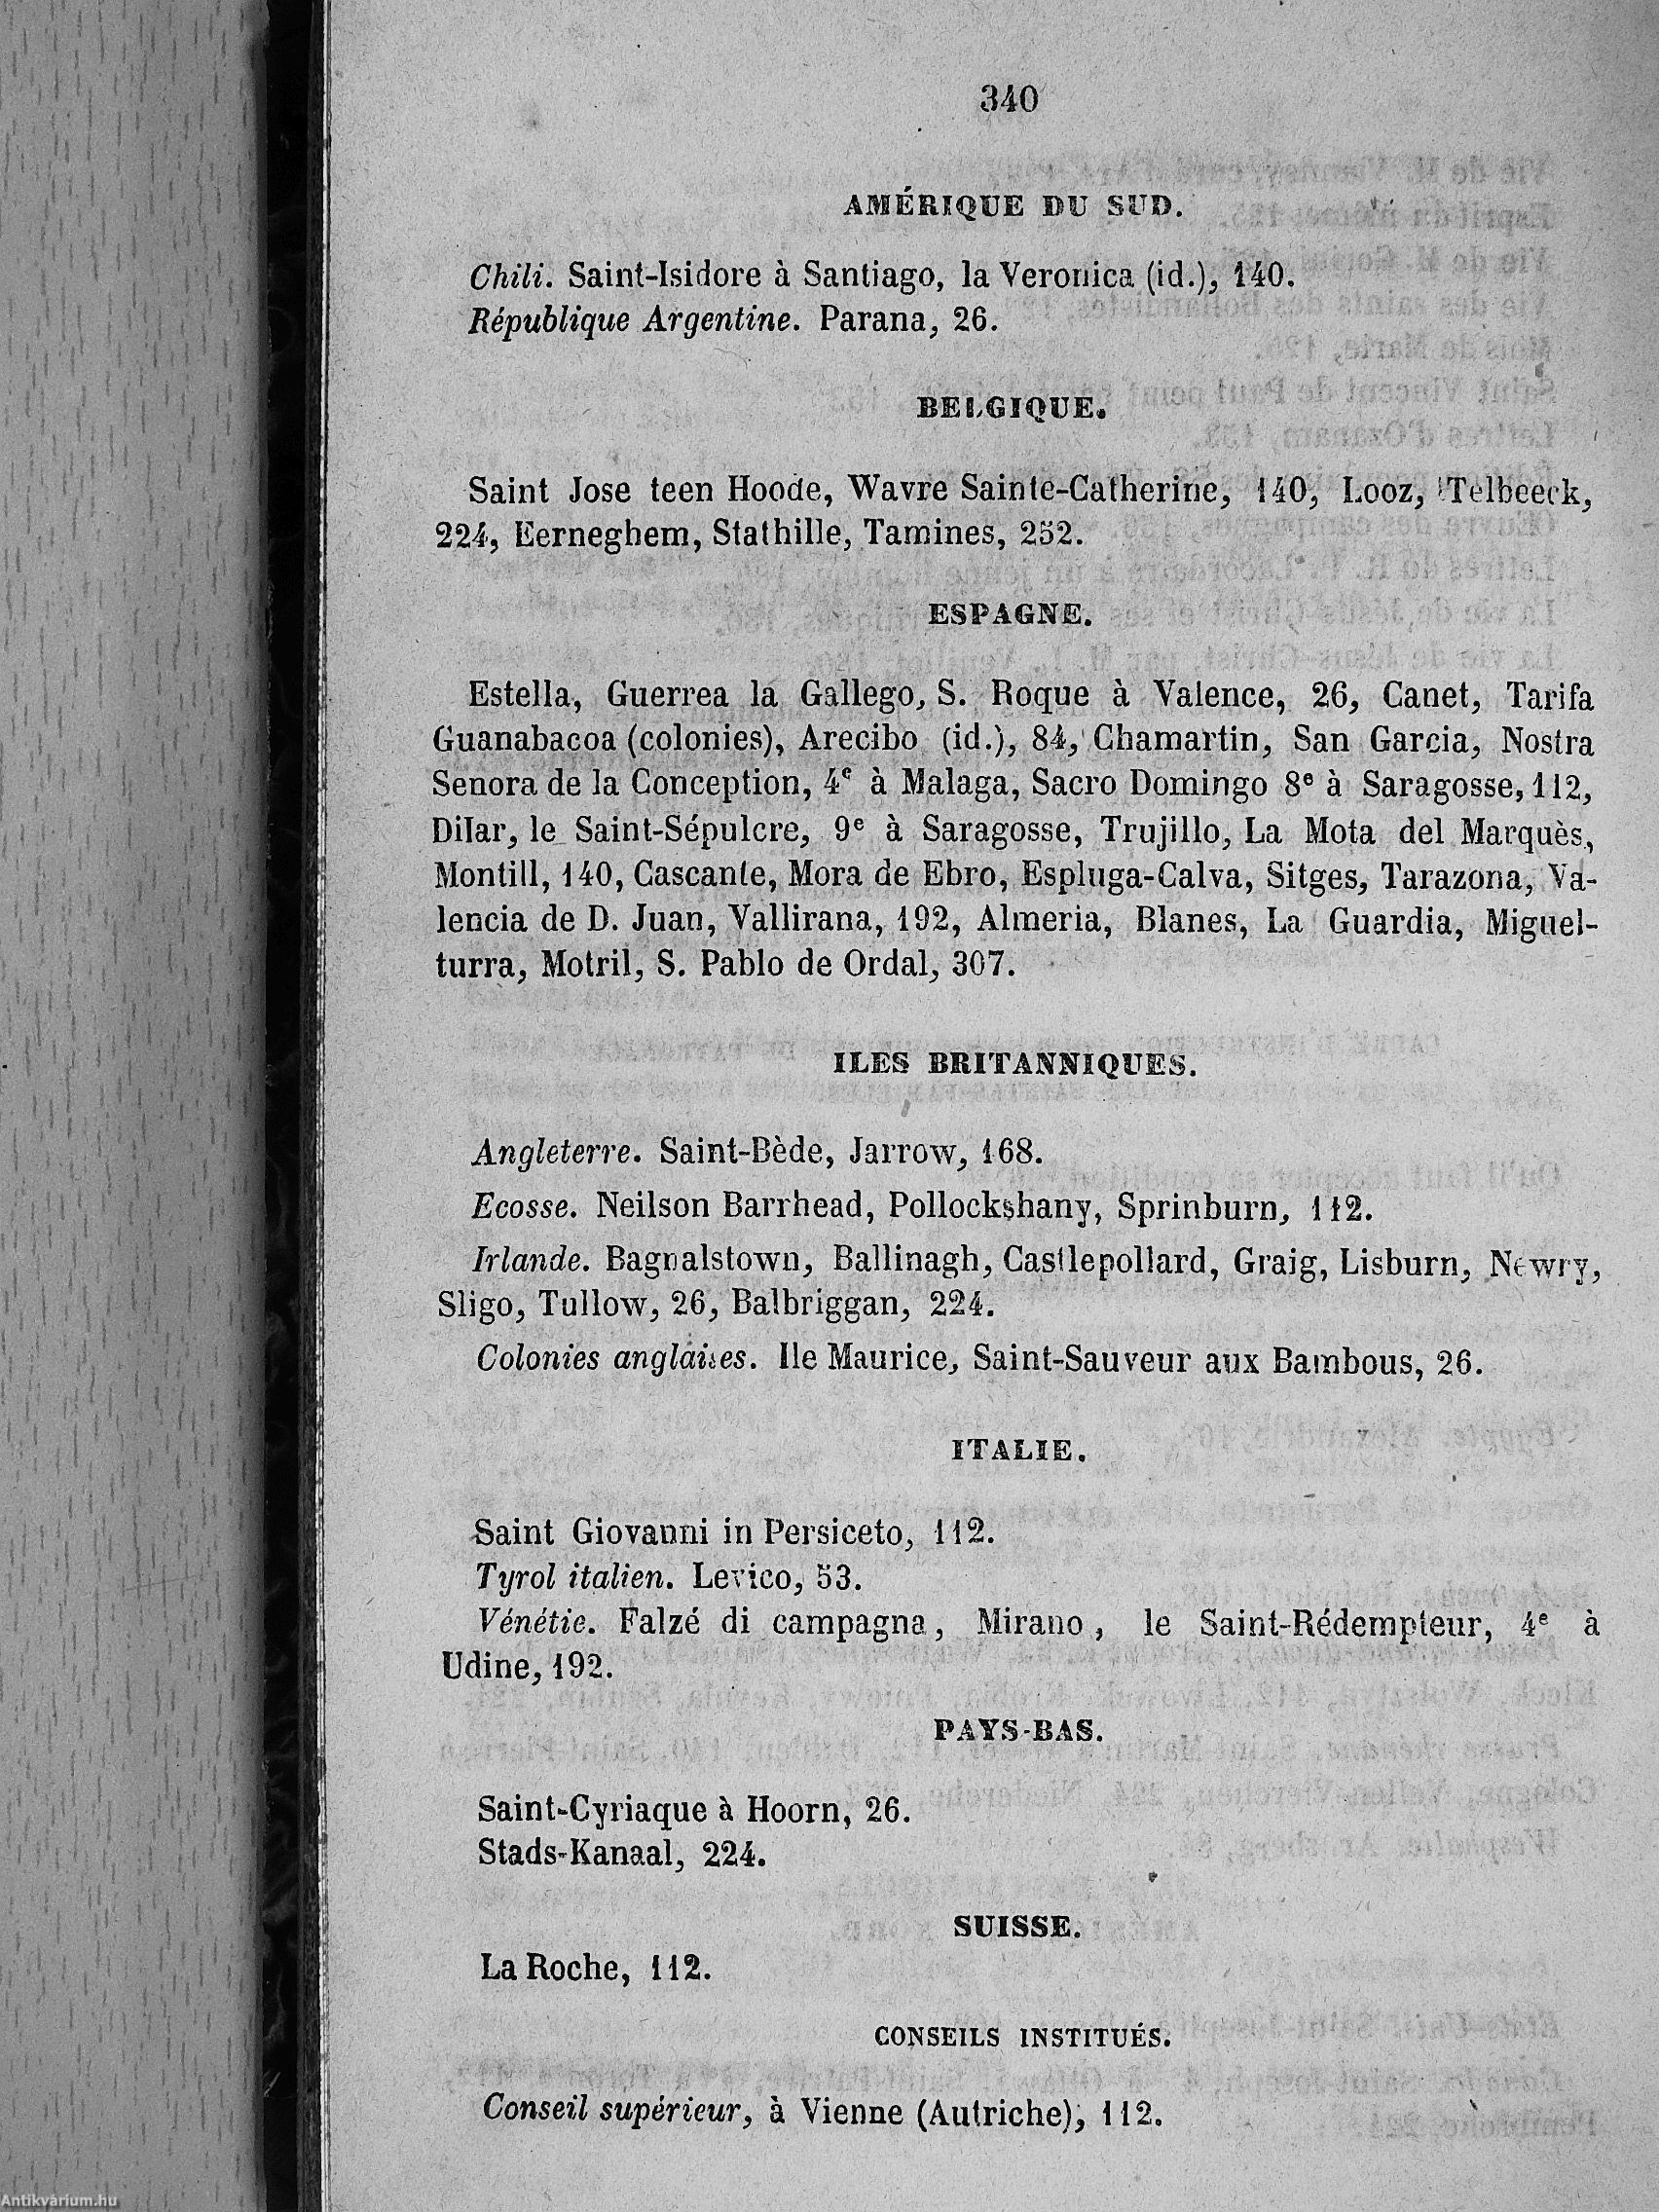 340
AMÉRIQUE DU SUD.
Chili. Saint-Isidore à Santiago, la Veronica (id.), 140.
République Argentine. Parana, 26.
BELGIQUE.
Saint Jose teen Hoode, Wavre Sainte-Catherine, 140, Looz, Telbeeck,
224, Eerneghem, Stathille, Tamines, 252.
ESPAGNE.
Estella, Guerrea la Gallego, S. Roque à Valence, 26, Canet, Tarifa
Guanabacoa (colonies), Arecibo (id.), 84, Chamartin, San Garcia, Nostra
Senora de la Conception, 4e à Malaga, Sacro Domingo 8e à Saragosse, 112,
Dilar, le Saint-Sépulcre, 9e à Saragosse, Trujillo, La Mota del Marquès,
Montill, 140, Cascante, Mora de Ebro, Espluga-Calva, Sitges, Tarazona, Va-
lencia de D. Juan, Vallirana, 192, Almeria, Blanes, La Guardia, Miguel-
turra, Motril, S. Pablo de Ordal, 307.
ILES BRITANNIQUES.
Angleterre. Saint-Bède, Jarrow, 168.
Ecosse. Neilson Barrhead, Pollockshany, Sprinburn, 112.
Irlande. Bagnalstown, Ballinagh, Castlepollard, Graig, Lisburn, Newry,
Sligo, Tullow, 26, Balbriggan, 224.
Colonies anglaises. Ile Maurice, Saint-Sauveur aux Bambous, 26.
ITALIE.
Saint Giovanni in Persiceto, 112.
Tyrol italien. Levico, 53.
Vénétie. Falzé di campagna, Mirano, le Saint-Rédempteur, 4e à
Udine, 192.
PAYS-BAS.
Saint-Cyriaque à Hoorn, 26.
Stads-Kanaal, 224.
SUISSE.
La Roche, 112.
CONSEILS INSTITUÉS.
Conseil supérieur, à Vienne (Autriche), 112.
Antikvárium.hu